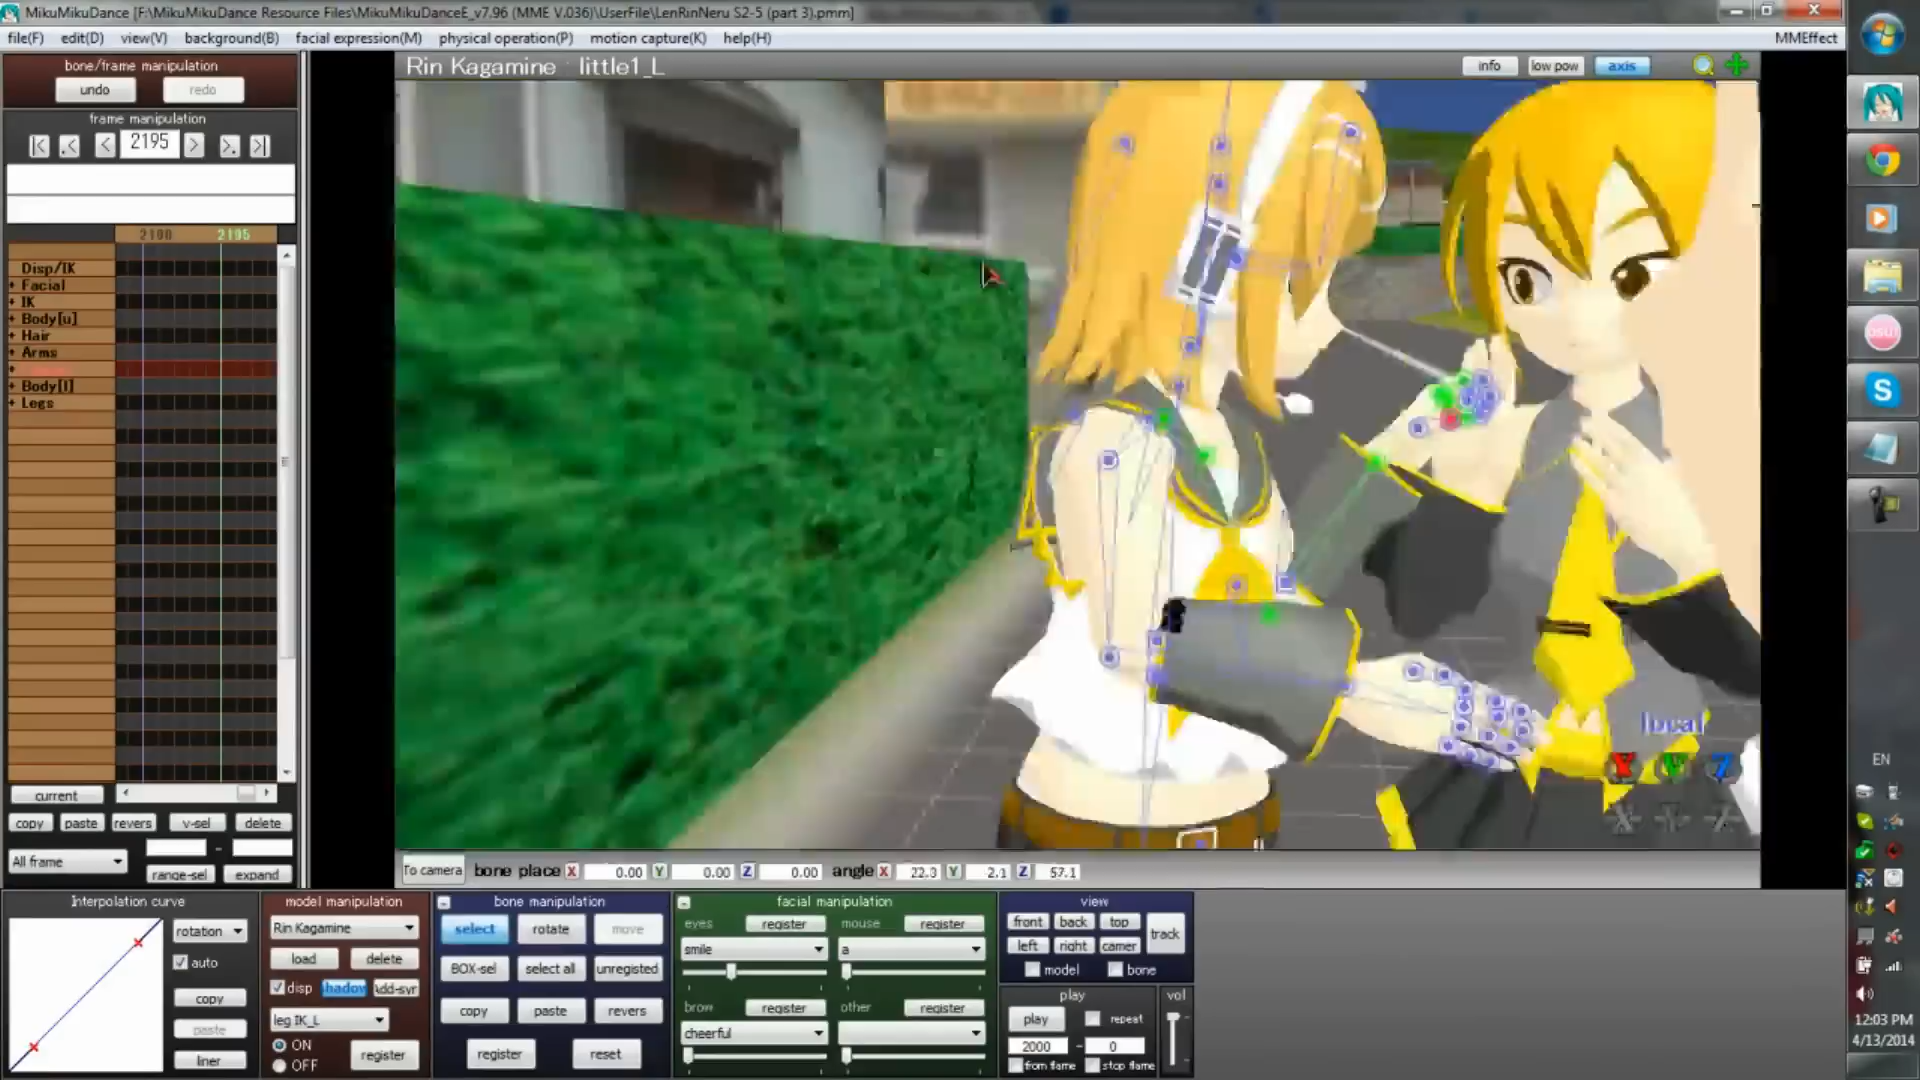 MikuMikuDance [F:\MikuMikuDance Resource Files\MikuMikuDanceE_v7.96 (MME V.036)\UserFile\LenRinNeru S2-5 (part 3).pmm]
file(F) edit(D) view(V) background(B) facial expression(M) physical operation(P) motion capture(K) help(H) MMEffect
bone/frame manipulation
undo redo
frame manipulation
|< .< < 2195 > >. >|
2190 2195
Disp/IK
+ Facial
+ IK
+ Body[u]
+ Hair
+ Arms
+ Body[l]
+ Legs
current
copy paste revers v-sel delete
All frame -
range-sel expand
Rin Kagamine little1_L
info low pow axis
local
X Y Z
X Y Z
To camera bone place X 0.00 Y 0.00 Z 0.00 angle X 22.3 Y 2.1 Z 57.1
Interpolation curve
rotation
auto
copy
paste
liner
model manipulation
Rin Kagamine
load delete
disp shadow add-syn
leg IK_L
ON
OFF
register
bone manipulation
select rotate move
BOX-sel select all unregisted
copy paste revers
register reset
facial manipulation
eyes register mouse register
smile a
brow register other register
cheerful
view
front back top
left right camer track
model bone
play
play repeat
2000 - 0
from flame stop flame
vol
osu!
S
EN
12:03 PM
4/13/2014